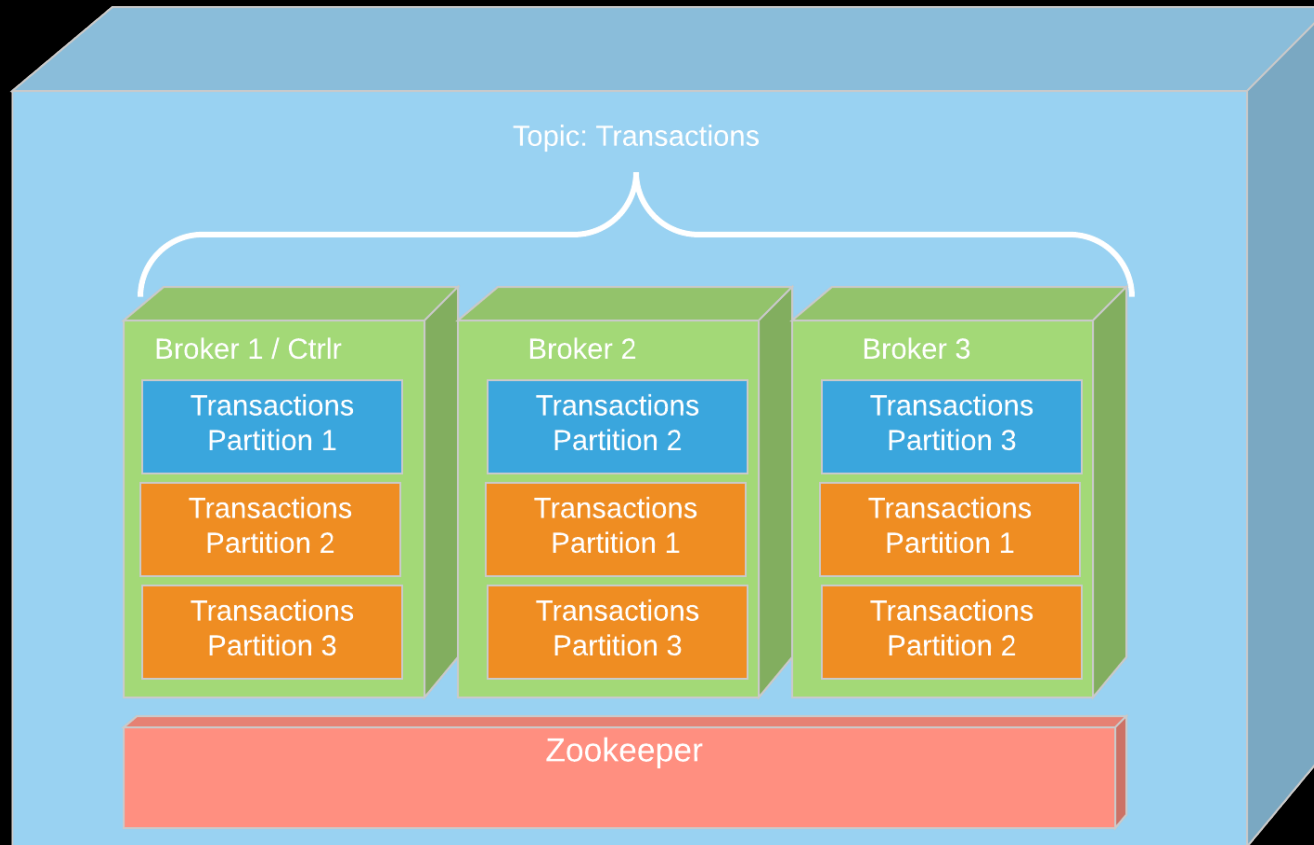 Topic: Transactions
Broker 1 / Ctrlr
Transactions
Partition 1
Transactions
Partition 2
Transactions
Partition 3
Broker 2
Transactions
Partition 2
Transactions
Partition 1
Transactions
Partition 3
Broker 3
Transactions
Partition 3
Transactions
Partition 1
Transactions
Partition 2
Zookeeper